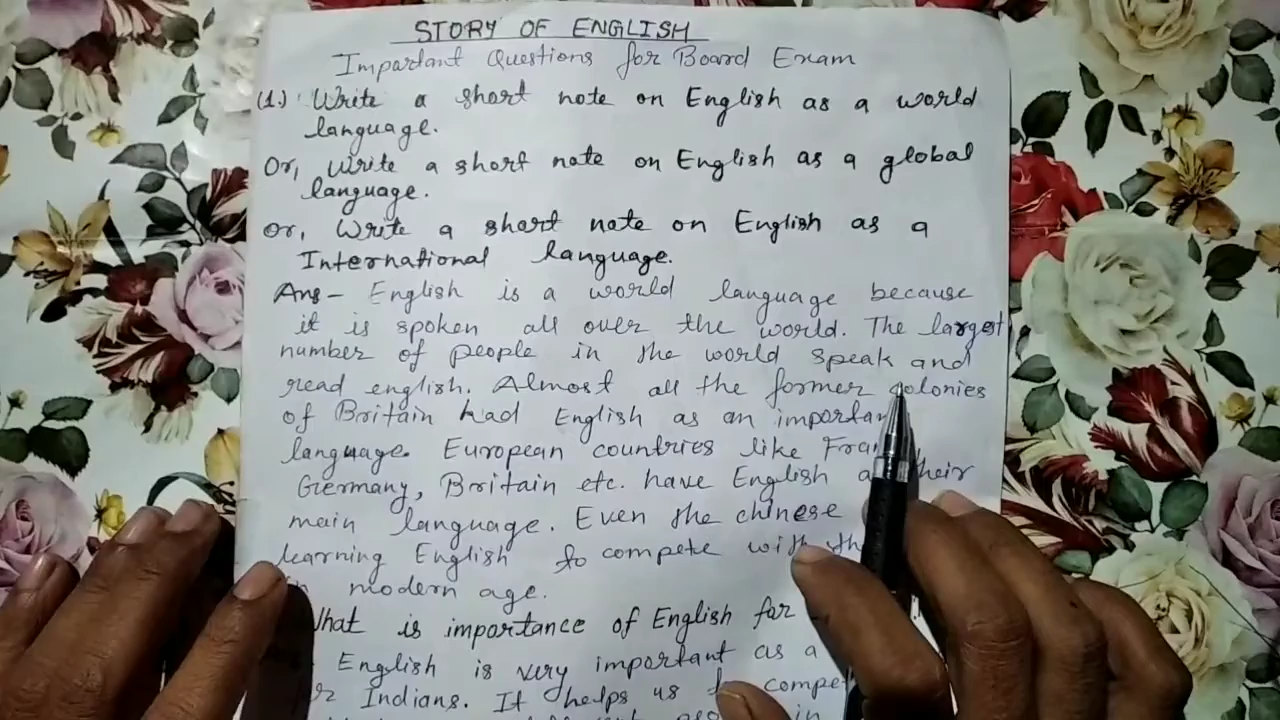 STORY OF ENGLISH
Important Questions for Board Exam
(1.) Write a short note on English as a world
language.
Or, Write a short note on English as a global
language.
Or, Write a short note on English as a
International language.
Ans - English is a world language because
it is spoken all over the world. The largest
number of people in the world speak and
read english. Almost all the former colonies
of Britain had English as an
language. European countries like
Germany, Britain etc. have English
main language. Even the chinese
learning English to compete with
modern age.
is importance of English for
English is very important as a
Indians. It helps us
in